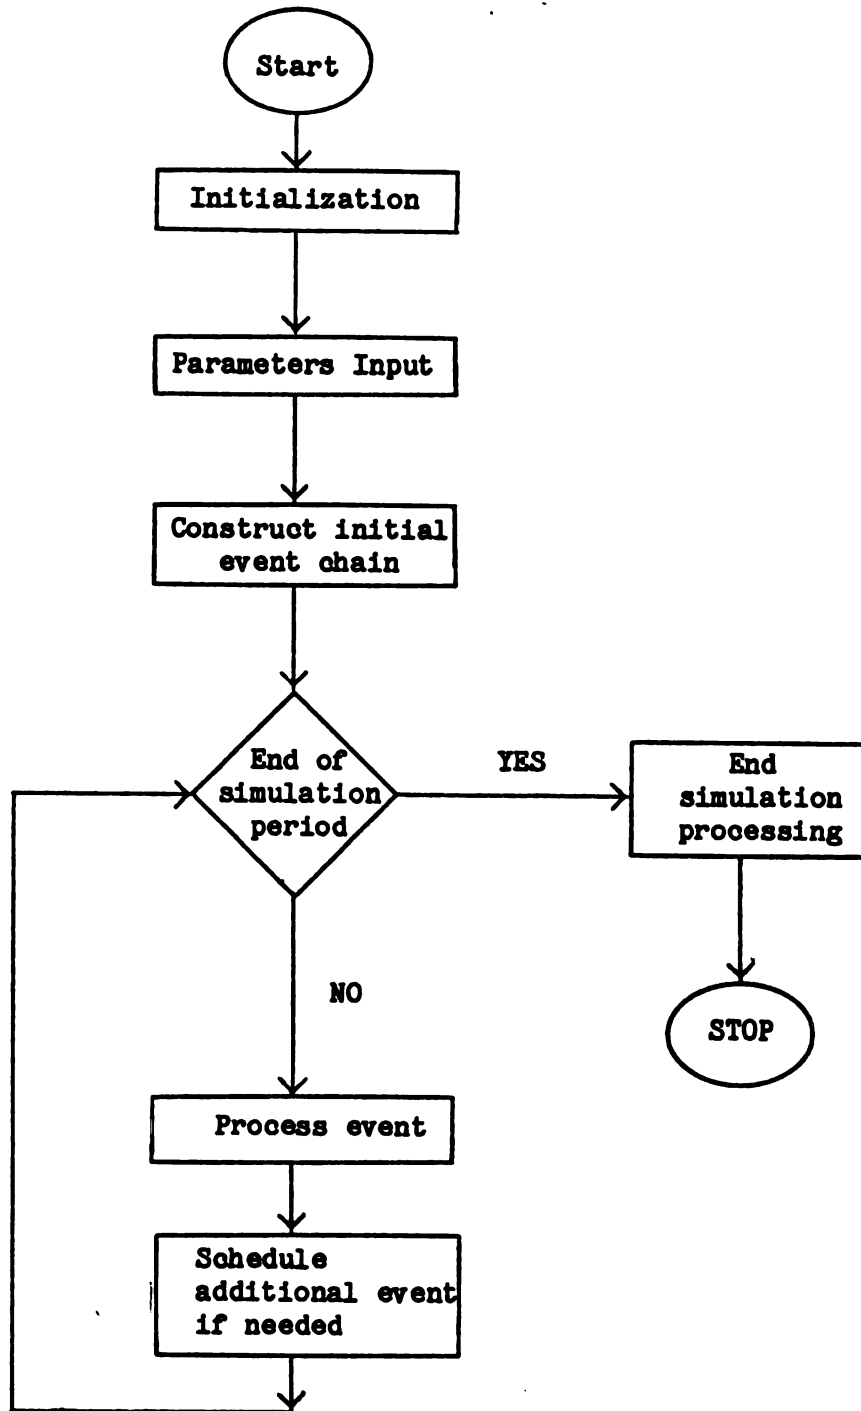 Start
Initialization
Parameters Input
Construct initial
event chain
End of
simulation
period
YES
End
simulation
processing
NO
STOP
Process event
Schedule
additional event
if needed